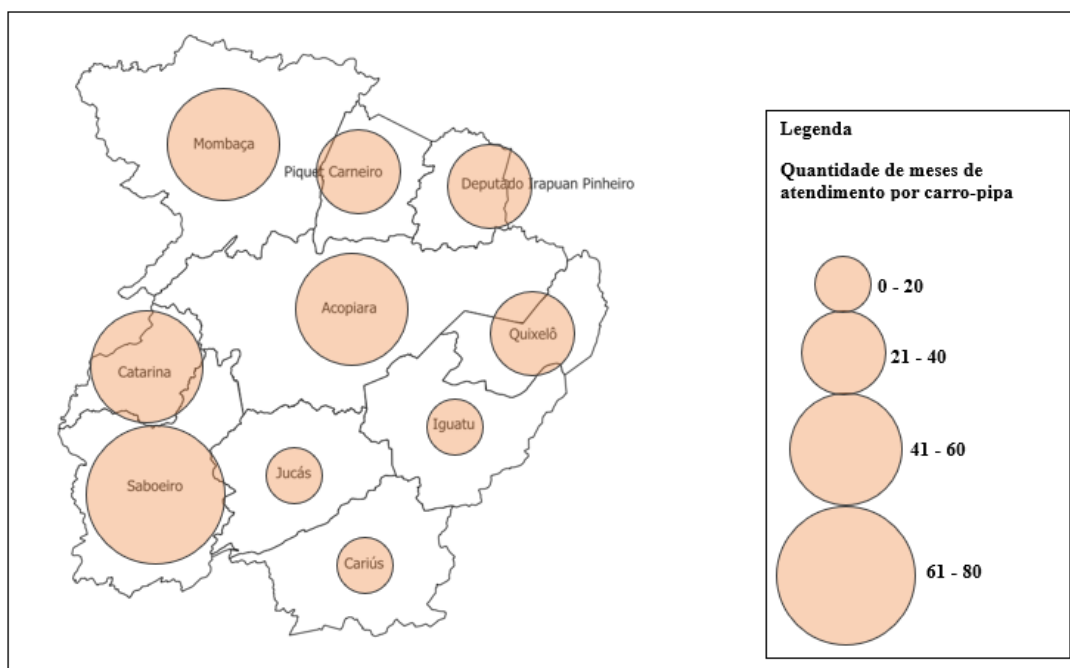 Mombaça
Piquet Carneiro
Deputado Irapuan Pinheiro
Acopiara
Quixelô
Catarina
Iguatu
Jucás
Saboeiro
Cariús
Legenda
Quantidade de meses de
atendimento por carro-pipa
0 - 20
21 - 40
41 - 60
61 - 80